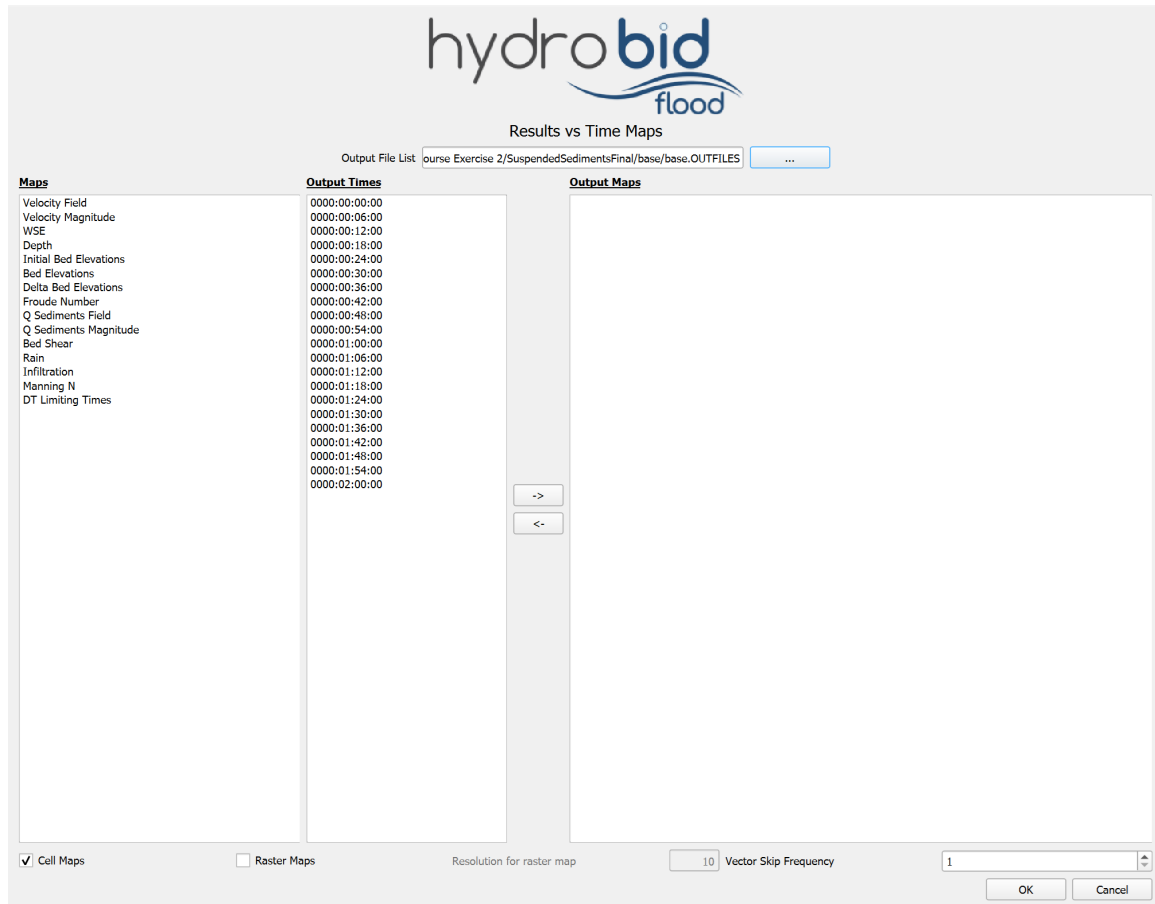 hydrobid
flood
Results vs Time Maps
Output File List ourse Exercise 2/SuspendedSedimentsFinal/base/base.OUTFILES ...
Maps
Velocity Field
Velocity Magnitude
WSE
Depth
Initial Bed Elevations
Bed Elevations
Delta Bed Elevations
Froude Number
Q Sediments Field
Q Sediments Magnitude
Bed Shear
Rain
Infiltration
Manning N
DT Limiting Times
Output Times
0000:00:00:00
0000:00:06:00
0000:00:12:00
0000:00:18:00
0000:00:24:00
0000:00:30:00
0000:00:36:00
0000:00:42:00
0000:00:48:00
0000:00:54:00
0000:01:00:00
0000:01:06:00
0000:01:12:00
0000:01:18:00
0000:01:24:00
0000:01:30:00
0000:01:36:00
0000:01:42:00
0000:01:48:00
0000:01:54:00
0000:02:00:00
->
<-
Output Maps
Cell Maps Raster Maps Resolution for raster map 10 Vector Skip Frequency 1
OK Cancel